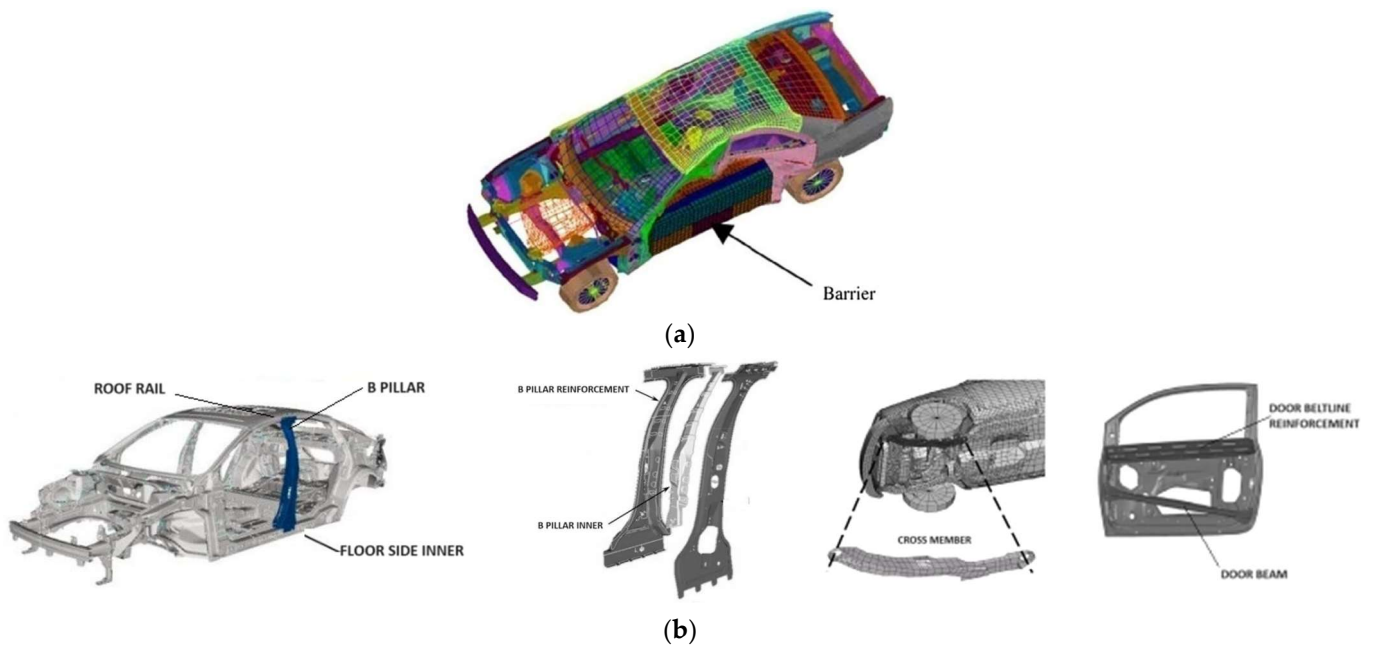 Barrier
(a)
ROOF RAIL
B PILLAR
FLOOR SIDE INNER
B PILLAR REINFORCEMENT
B PILLAR INNER
CROSS MEMBER
DOOR BELTLINE
REINFORCEMENT
DOOR BEAM
(b)